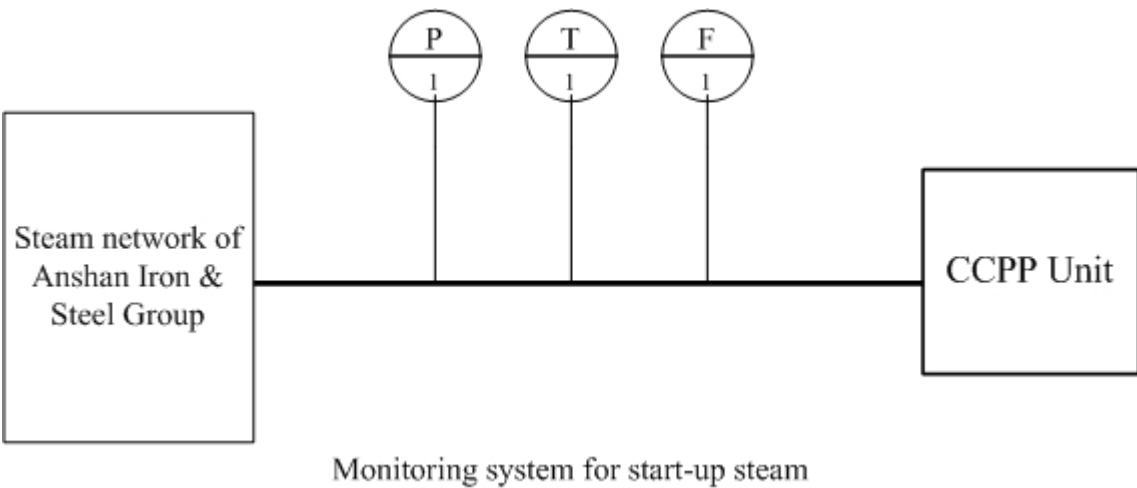 P T F
1 1 1
Steam network of
Anshan Iron &
Steel Group
CCPP Unit
Monitoring system for start-up steam